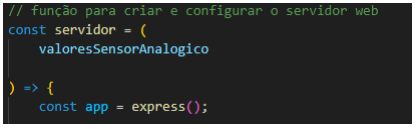 // função para criar e configurar o servidor web
const servidor = (
valoresSensorAnalogico
) => {
const app = express();